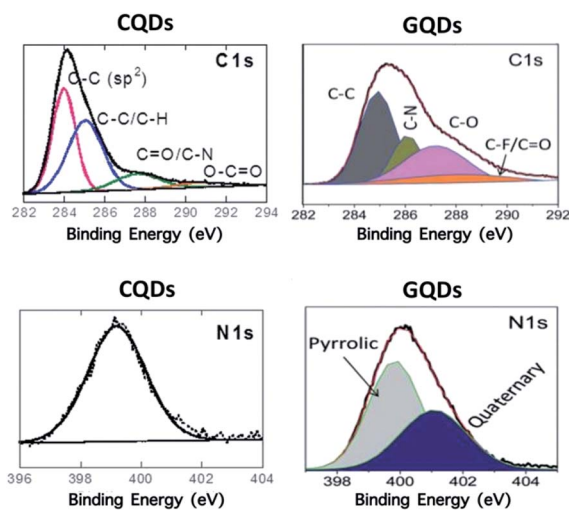 CQDs
C1s
C-C (sp²)
C-C/C-H
C=O/C-N
O-C=O
282 284 286 288 290 292 294
Binding Energy (eV)
GQDs
C1s
C-C
C-N
C-O
C-F/C=O
282 284 286 288 290 292
Binding Energy (eV)
CQDs
N1s
396 398 400 402 404
Binding Energy (eV)
GQDs
N1s
Pyrrolic
Quaternary
398 400 402 404
Binding Energy (eV)